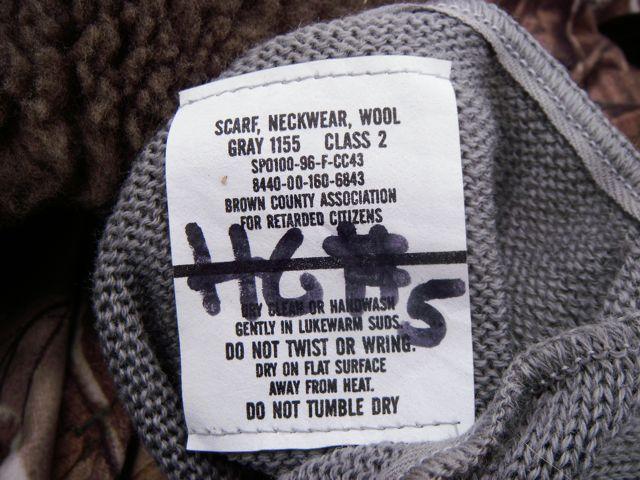 SCARF, NECKWEAR, WOOL
GRAY 1155 CLASS 2
SPO100-96-F-CC43
8440-00-160-6843
BROWN COUNTY ASSOCIATION
FOR RETARDED CITIZENS
HG#5
DRY CLEAN OR HANDWASH
GENTLY IN LUKEWARM SUDS.
DO NOT TWIST OR WRING.
DRY ON FLAT SURFACE
AWAY FROM HEAT.
DO NOT TUMBLE DRY